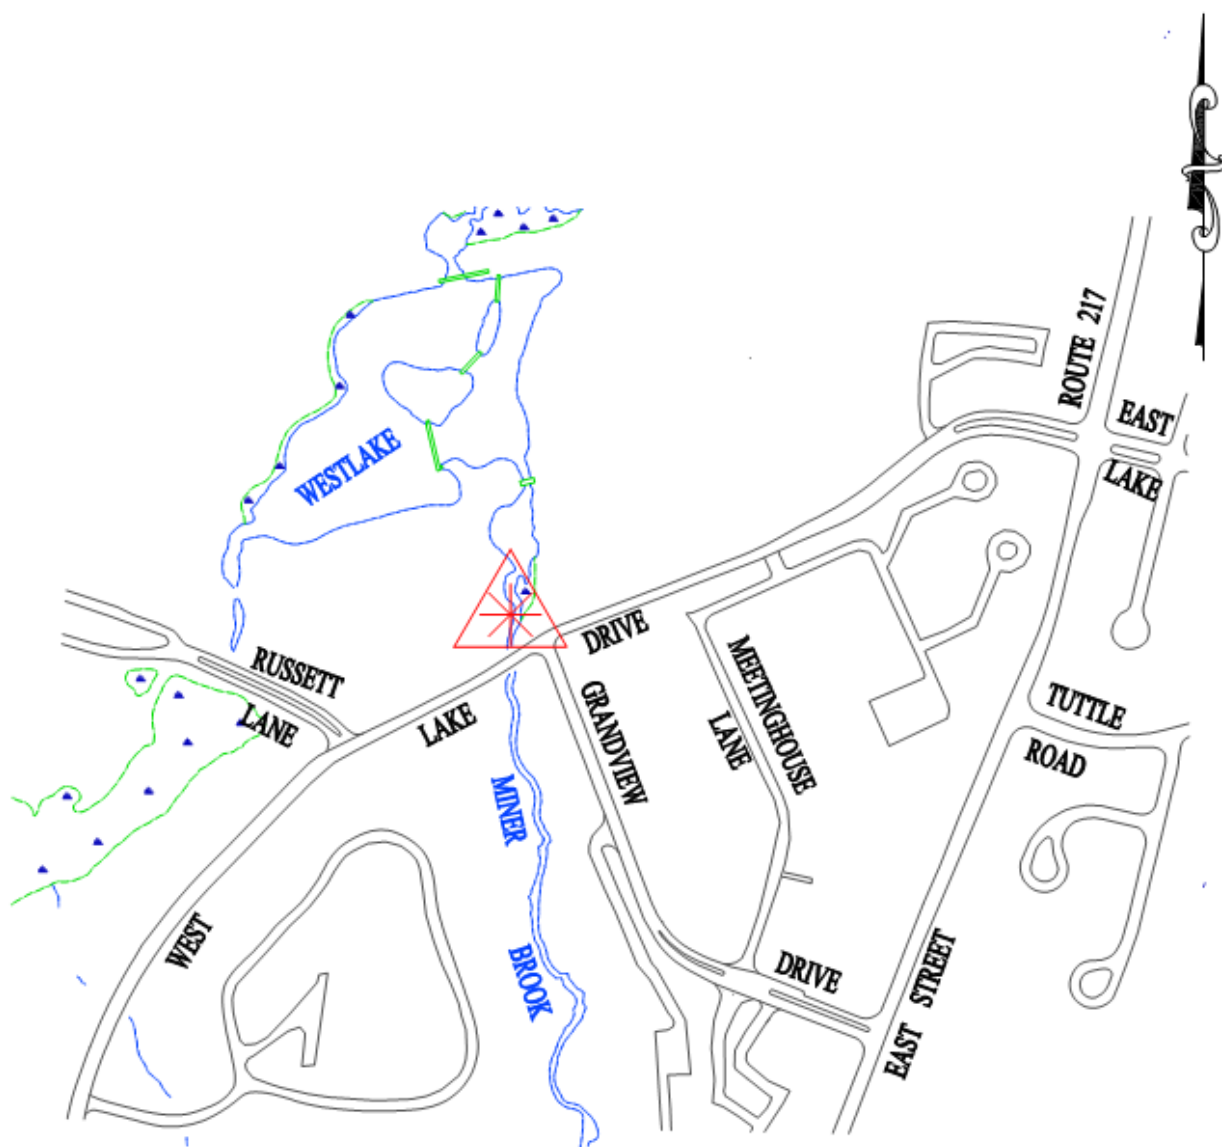 ROUTE 217
EAST
LAKE
WESTLAKE
DRIVE
RUSSETT
LANE
LAKE
GRANDVIEW
MEETINGHOUSE
LANE
TUTTLE
ROAD
MINER
WEST
BROOK
DRIVE
EAST STREET